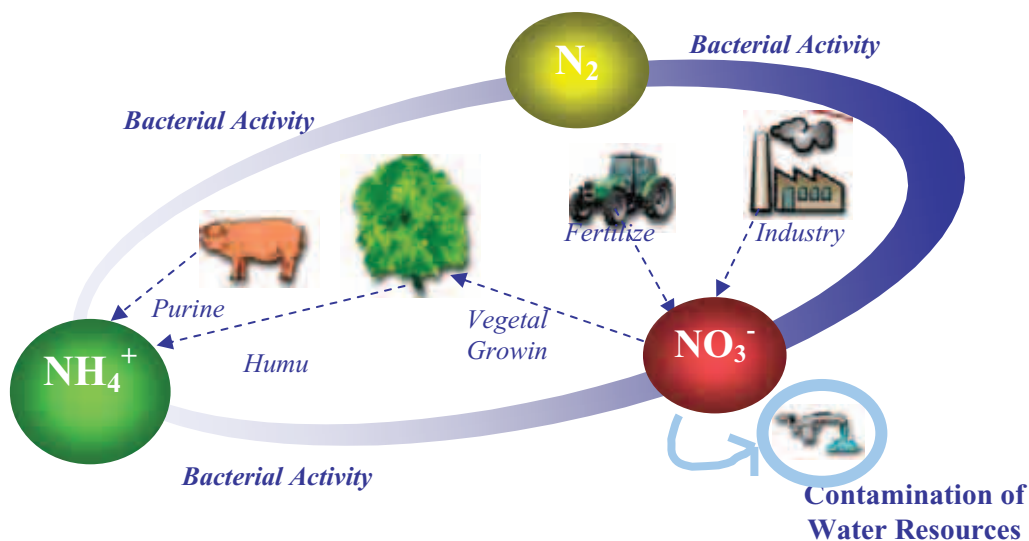 Bacterial Activity
N₂
Bacterial Activity
Fertilize
Industry
Purine
Vegetal
Growin
Humu
NO₃⁻
NH₄⁺
Bacterial Activity
Contamination of
Water Resources